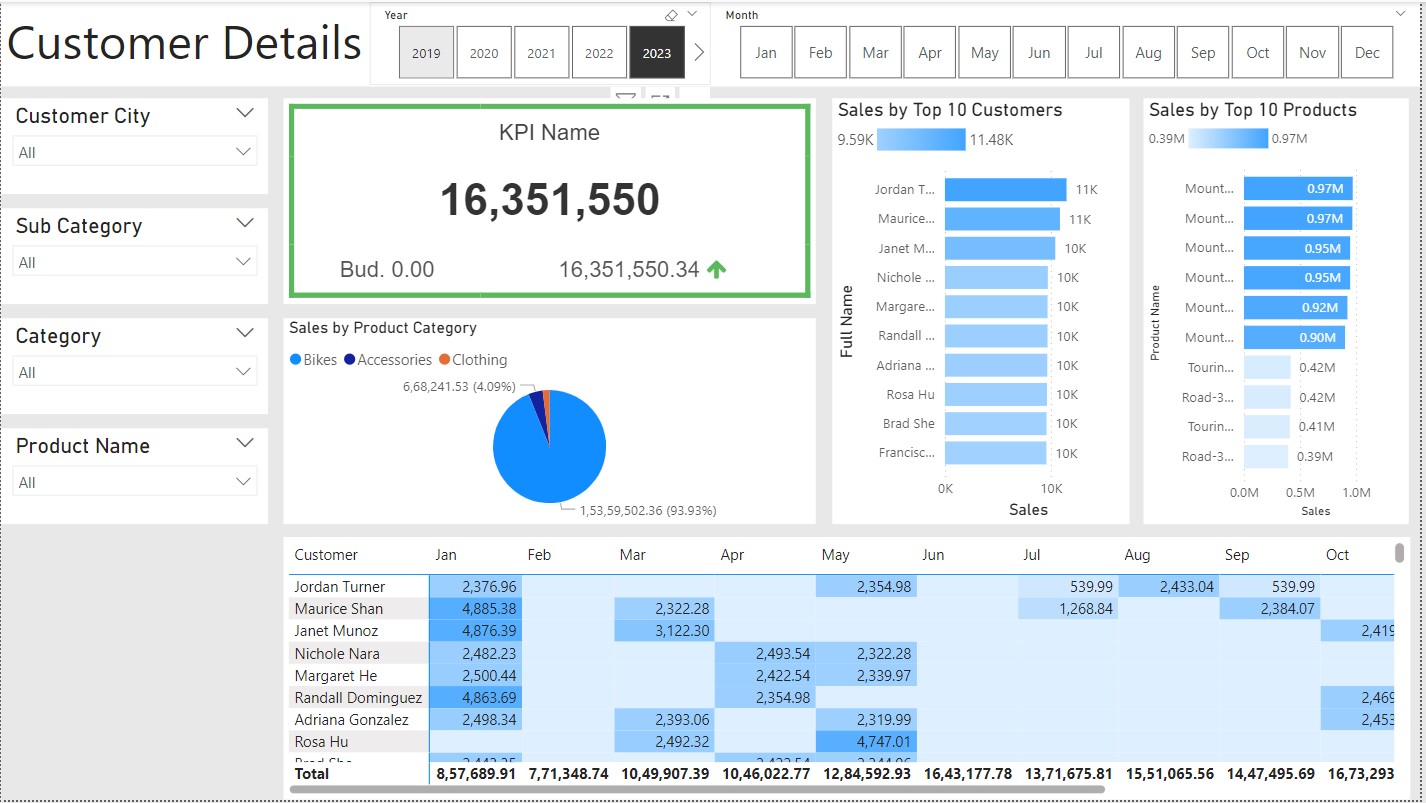 Customer Details
Year
2019 2020 2021 2022 2023
Month
Jan Feb Mar Apr May Jun Jul Aug Sep Oct Nov Dec
Customer City
All
Sub Category
All
Category
All
Product Name
All
KPI Name
16,351,550
Bud. 0.00 16,351,550.34
Sales by Product Category
Bikes Accessories Clothing
6,68,241.53 (4.09%)
1,53,59,502.36 (93.93%)
Sales by Top 10 Customers
9.59K 11.48K
Full Name
Jordan T... 11K
Maurice... 11K
Janet M... 10K
Nichole ... 10K
Margare... 10K
Randall ... 10K
Adriana ... 10K
Rosa Hu 10K
Brad She 10K
Francisc... 10K
0K 10K
Sales
Sales by Top 10 Products
0.39M 0.97M
Product Name
Mount... 0.97M
Mount... 0.97M
Mount... 0.95M
Mount... 0.95M
Mount... 0.92M
Mount... 0.90M
Tourin... 0.42M
Road-3... 0.42M
Tourin... 0.41M
Road-3... 0.39M
0.0M 0.5M 1.0M
Sales
Customer Jan Feb Mar Apr May Jun Jul Aug Sep Oct
Jordan Turner 2,376.96 2,354.98 539.99 2,433.04 539.99
Maurice Shan 4,885.38 2,322.28 1,268.84 2,384.07
Janet Munoz 4,876.39 3,122.30 2,419
Nichole Nara 2,482.23 2,493.54 2,322.28
Margaret He 2,500.44 2,422.54 2,339.97
Randall Dominguez 4,863.69 2,354.98 2,469
Adriana Gonzalez 2,498.34 2,393.06 2,319.99 2,453
Rosa Hu 2,492.32 4,747.01
Total 8,57,689.91 7,71,348.74 10,49,907.39 10,46,022.77 12,84,592.93 16,43,177.78 13,71,675.81 15,51,065.56 14,47,495.69 16,73,293